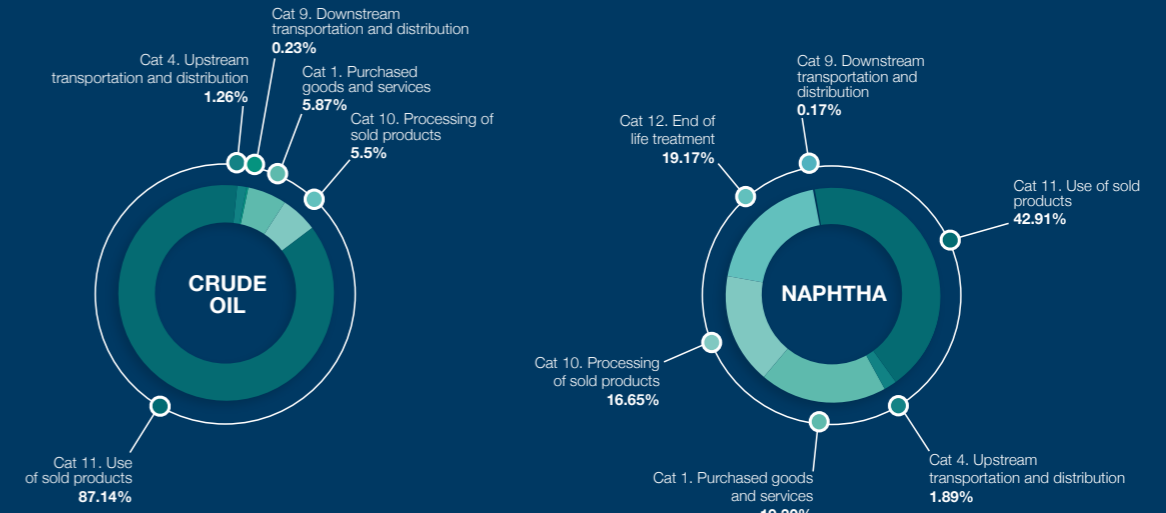 Cat 9. Downstream
transportation and distribution
0.23%
Cat 4. Upstream
transportation and distribution
1.26%
Cat 1. Purchased
goods and services
5.87%
Cat 10. Processing of
sold products
5.5%
CRUDE
OIL
Cat 11. Use
of sold products
87.14%
Cat 9. Downstream
transportation and
distribution
0.17%
Cat 12. End of
life treatment
19.17%
Cat 11. Use of sold
products
42.91%
NAPHTHA
Cat 10. Processing
of sold products
16.65%
Cat 1. Purchased goods
and services
Cat 4. Upstream
transportation and distribution
1.89%